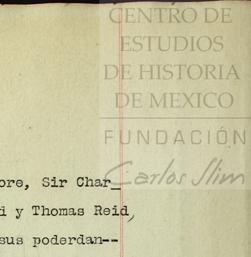 CENTRO DE
ESTUDIOS
DE HISTORIA
DE MEXICO
FUNDACIÓN
Carlos Slim
ore, Sir Char_
d y Thomas Reid,
sus poderdan--